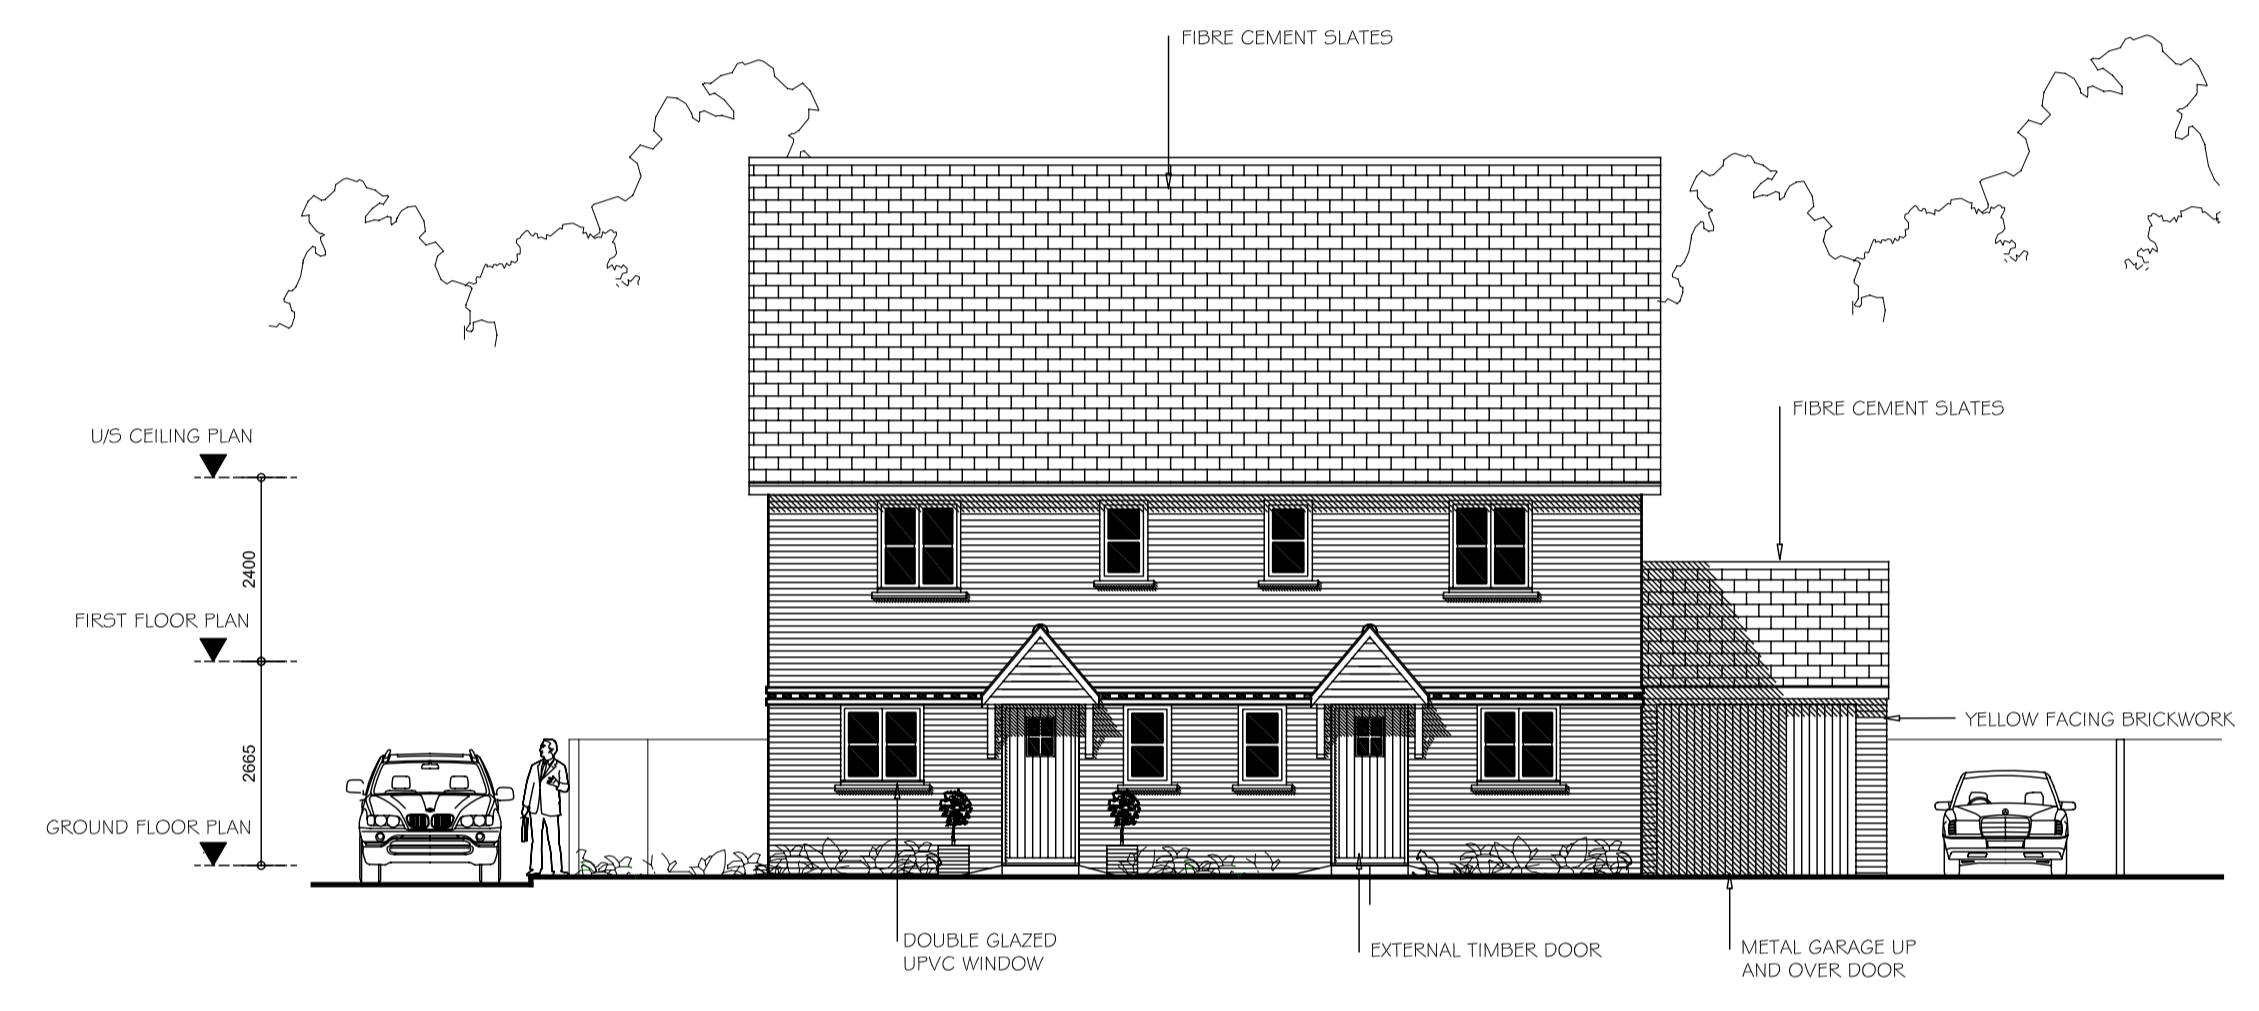 FIBRE CEMENT SLATES
FIBRE CEMENT SLATES
U/S CEILING PLAN
2400
FIRST FLOOR PLAN
YELLOW FACING BRICKWORK
2665
GROUND FLOOR PLAN
DOUBLE GLAZED
UPVC WINDOW
EXTERNAL TIMBER DOOR
METAL GARAGE UP
AND OVER DOOR